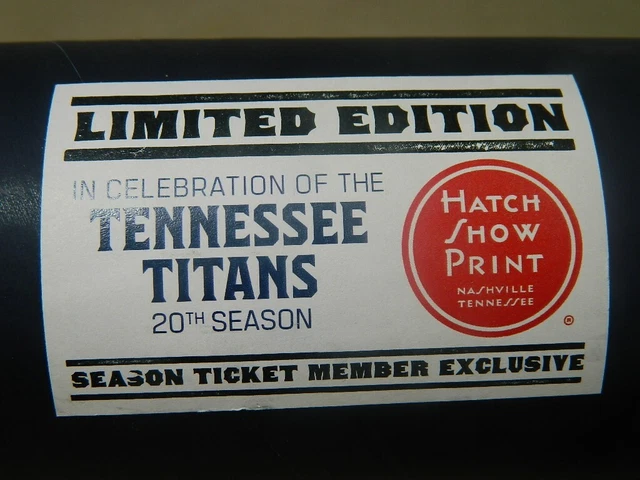 LIMITED EDITION
IN CELEBRATION OF THE
TENNESSEE
TITANS
20TH SEASON
HATCH
SHOW
PRINT
NASHVILLE
TENNESSEE
®
SEASON TICKET MEMBER EXCLUSIVE